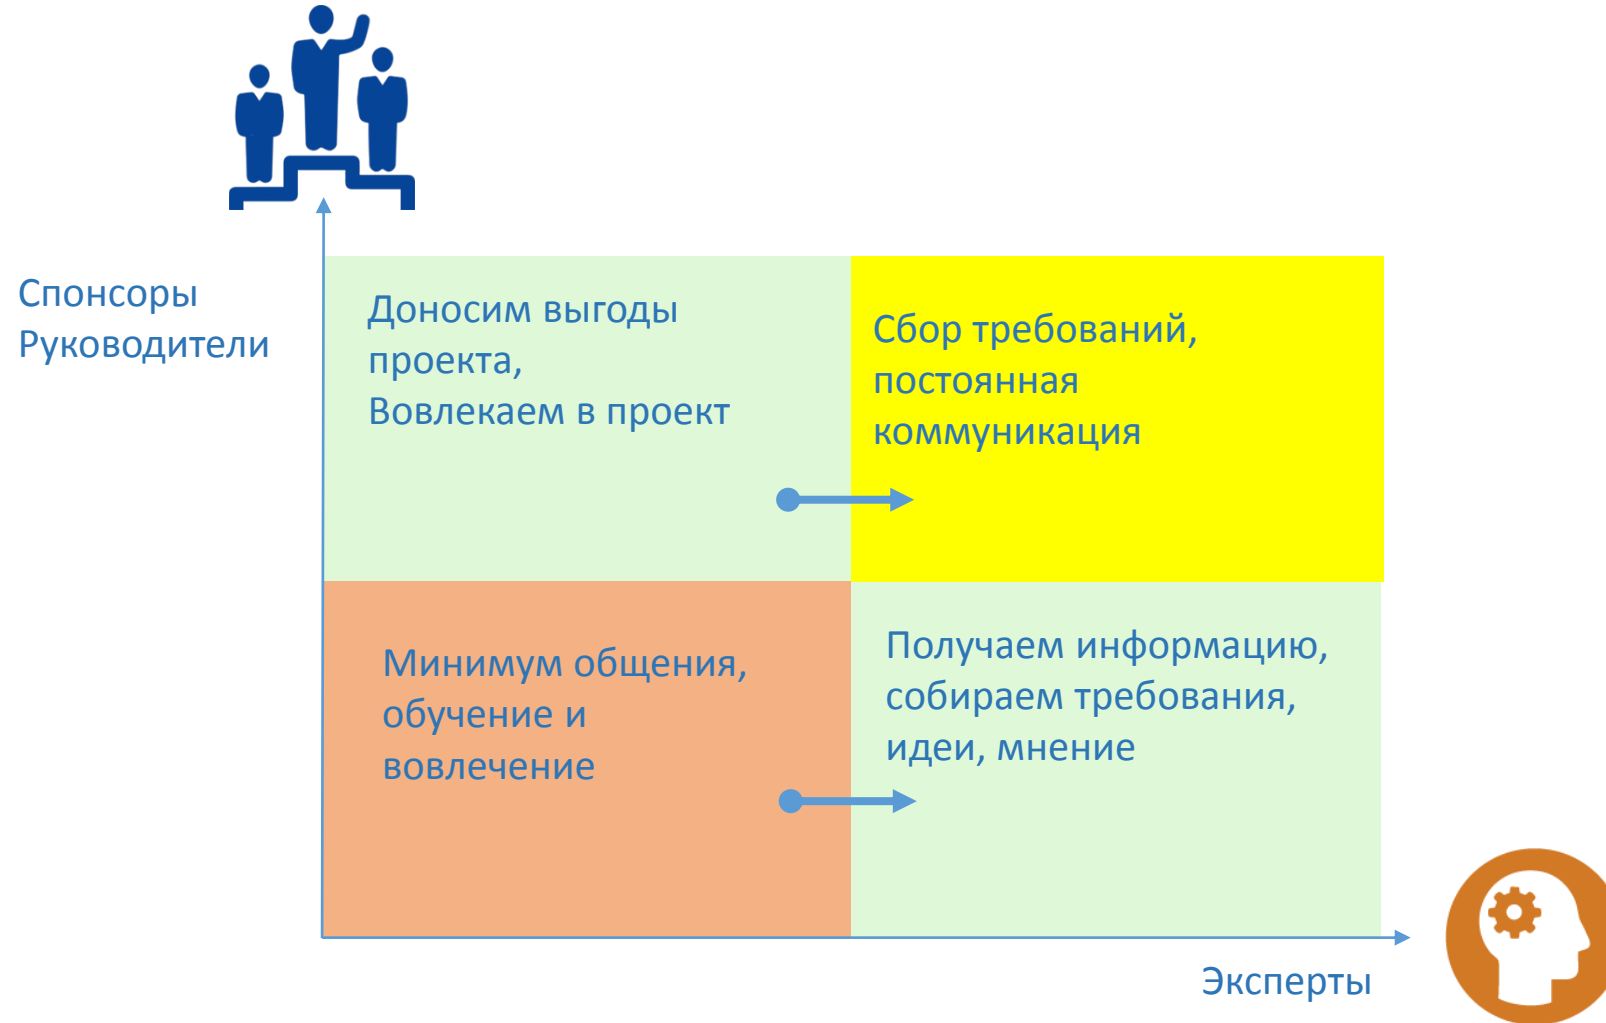 Спонсоры
Руководители
Доносим выгоды
проекта,
Вовлекаем в проект
Сбор требований,
постоянная
коммуникация
Минимум общения,
обучение и
вовлечение
Получаем информацию,
собираем требования,
идеи, мнение
Эксперты